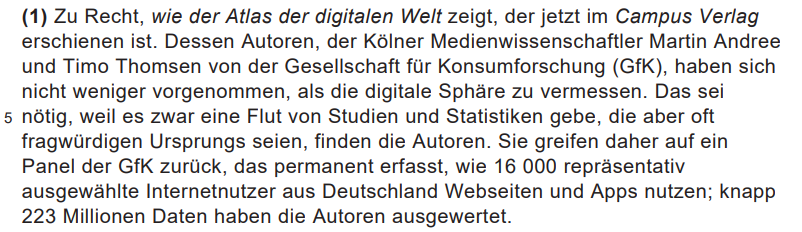 (1) Zu Recht, wie der Atlas der digitalen Welt zeigt, der jetzt im Campus Verlag
erschienen ist. Dessen Autoren, der Kölner Medienwissenschaftler Martin Andree
und Timo Thomsen von der Gesellschaft für Konsumforschung (GfK), haben sich
nicht weniger vorgenommen, als die digitale Sphäre zu vermessen. Das sei
5 nötig, weil es zwar eine Flut von Studien und Statistiken gebe, die aber oft
fragwürdigen Ursprungs seien, finden die Autoren. Sie greifen daher auf ein
Panel der GfK zurück, das permanent erfasst, wie 16 000 repräsentativ
ausgewählte Internetnutzer aus Deutschland Webseiten und Apps nutzen; knapp
223 Millionen Daten haben die Autoren ausgewertet.